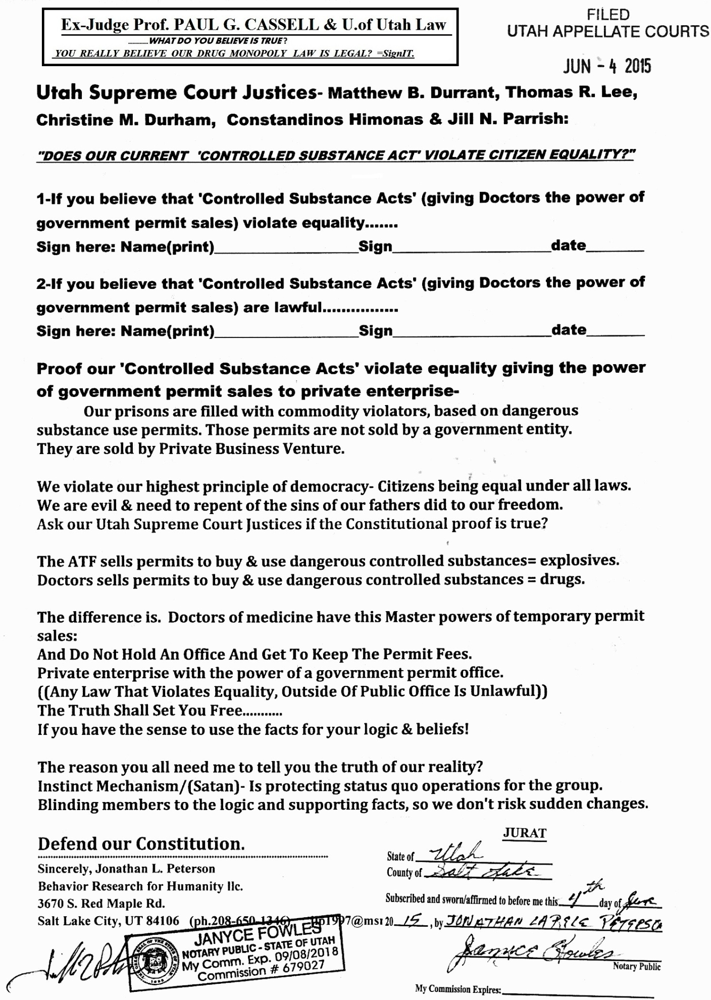 Ex-Judge Prof. PAUL G. CASSELL & U.of Utah Law
..............WHAT DO YOU BELIEVE IS TRUE?
YOU REALLY BELIEVE OUR DRUG MONOPOLY LAW IS LEGAL? =SignIT.
FILED
UTAH APPELLATE COURTS
JUN - 4 2015
Utah Supreme Court Justices- Matthew B. Durrant, Thomas R. Lee,
Christine M. Durham, Constandinos Himonas & Jill N. Parrish:
"DOES OUR CURRENT 'CONTROLLED SUBSTANCE ACT' VIOLATE CITIZEN EQUALITY?"
1-If you believe that 'Controlled Substance Acts' (giving Doctors the power of
government permit sales) violate equality.......
Sign here: Name(print)__________________Sign____________________date_______
2-If you believe that 'Controlled Substance Acts' (giving Doctors the power of
government permit sales) are lawful................
Sign here: Name(print)__________________Sign____________________date_______
Proof our 'Controlled Substance Acts' violate equality giving the power
of government permit sales to private enterprise-
Our prisons are filled with commodity violators, based on dangerous
substance use permits. Those permits are not sold by a government entity.
They are sold by Private Business Venture.
We violate our highest principle of democracy- Citizens being equal under all laws.
We are evil & need to repent of the sins of our fathers did to our freedom.
Ask our Utah Supreme Court Justices if the Constitutional proof is true?
The ATF sells permits to buy & use dangerous controlled substances= explosives.
Doctors sells permits to buy & use dangerous controlled substances = drugs.
The difference is. Doctors of medicine have this Master powers of temporary permit
sales:
And Do Not Hold An Office And Get To Keep The Permit Fees.
Private enterprise with the power of a government permit office.
((Any Law That Violates Equality, Outside Of Public Office Is Unlawful))
The Truth Shall Set You Free...........
If you have the sense to use the facts for your logic & beliefs!
The reason you all need me to tell you the truth of our reality?
Instinct Mechanism/(Satan)- Is protecting status quo operations for the group.
Blinding members to the logic and supporting facts, so we don't risk sudden changes.
Defend our Constitution.
Sincerely, Jonathan L. Peterson
Behavior Research for Humanity llc.
3670 S. Red Maple Rd.
Salt Lake City, UT 84106 (ph.208-650-1346)
JANYCE FOWLES
NOTARY PUBLIC - STATE OF UTAH
My Comm. Exp. 09/08/2018
Commission # 679027
JURAT
State of Utah
County of Salt Lake
Subscribed and sworn/affirmed to before me this 4th day of June
20 15, by JONATHAN LAPELE PETERSON
Janyce Fowles
Notary Public
My Commission Expires: